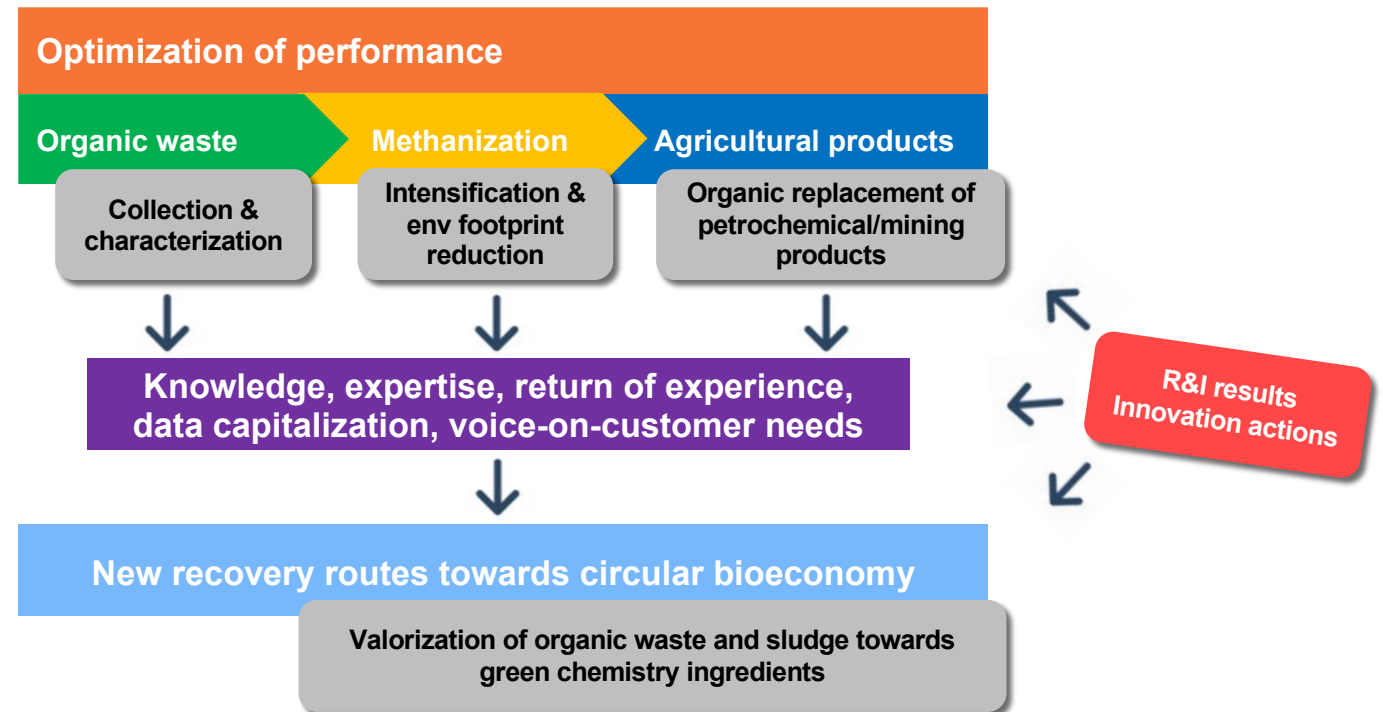 Optimization of performance
Organic waste
Methanization
Agricultural products
Collection &
characterization
Intensification &
env footprint
reduction
Organic replacement of
petrochemical/mining
products
Knowledge, expertise, return of experience,
data capitalization, voice-on-customer needs
R&I results
Innovation actions
New recovery routes towards circular bioeconomy
Valorization of organic waste and sludge towards
green chemistry ingredients